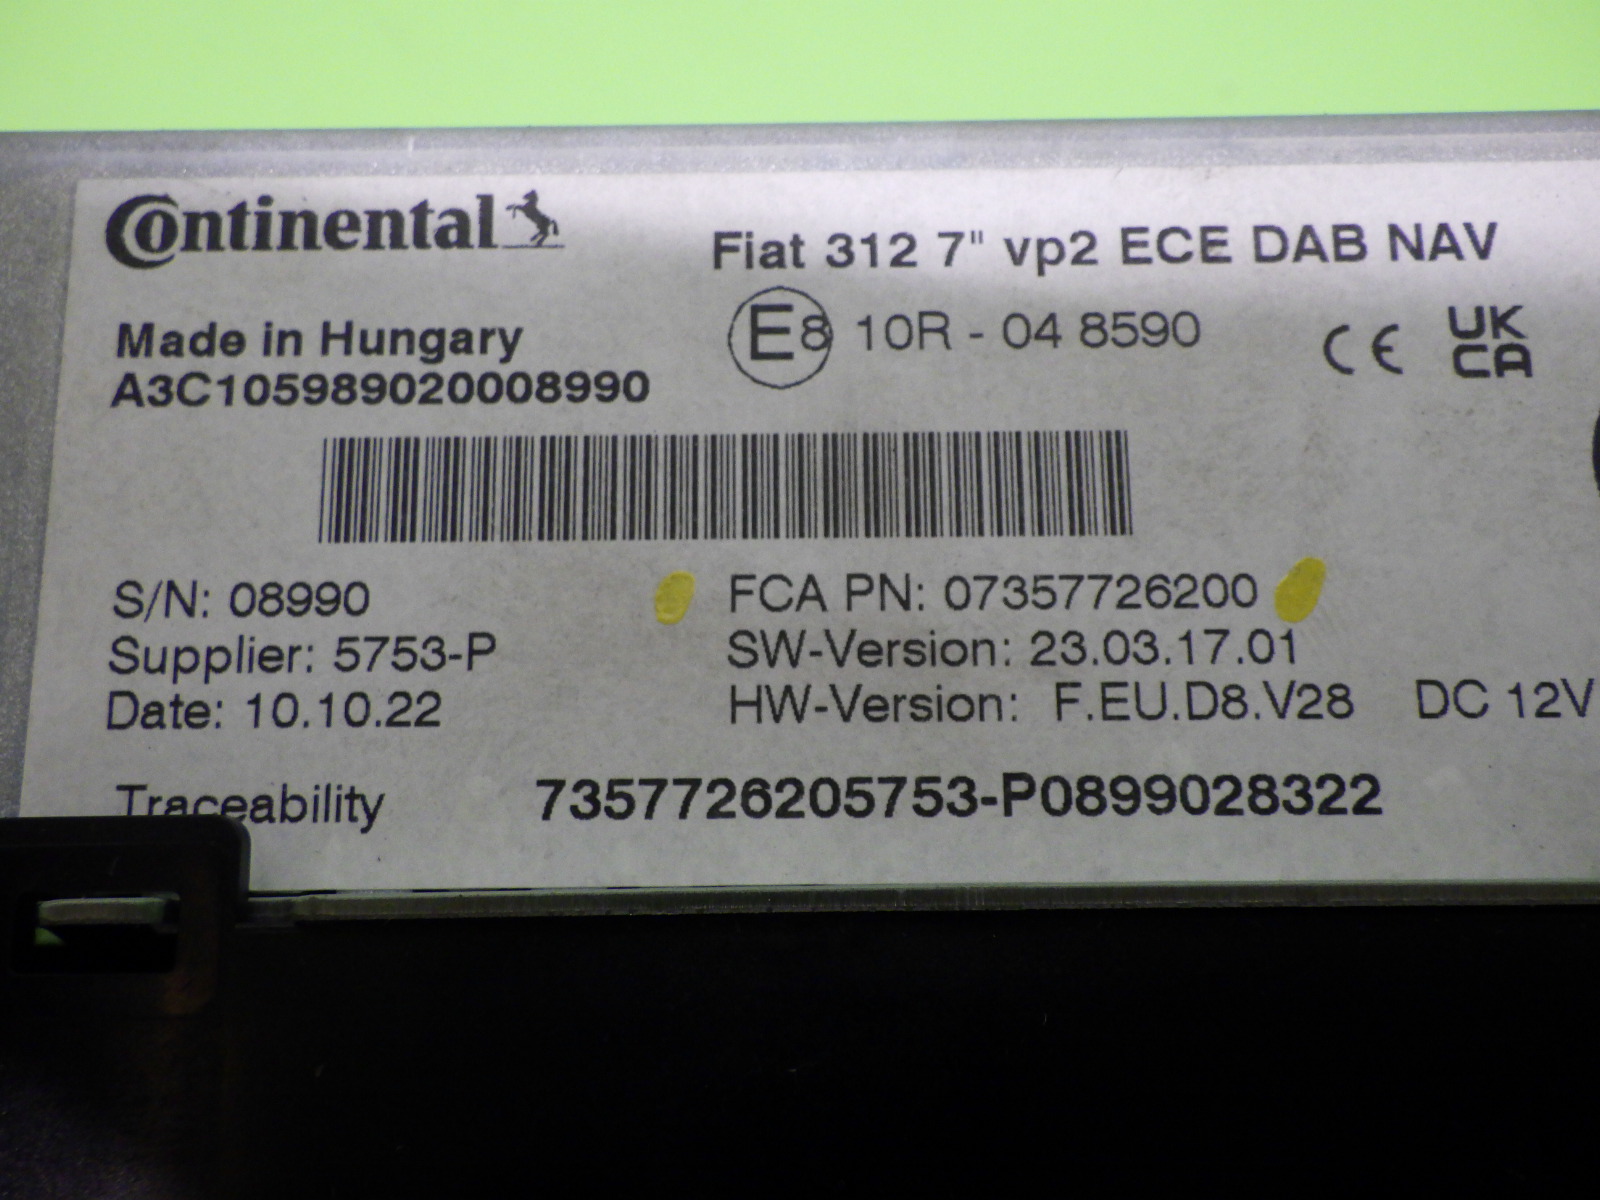 Continental
Fiat 312 7" vp2 ECE DAB NAV
Made in Hungary
A3C105989020008990
E8 10R - 04 8590
CE
UK
CA
S/N: 08990
Supplier: 5753-P
Date: 10.10.22
FCA PN: 07357726200
SW-Version: 23.03.17.01
HW-Version: F.EU.D8.V28 DC 12V
Traceability 7357726205753-P0899028322